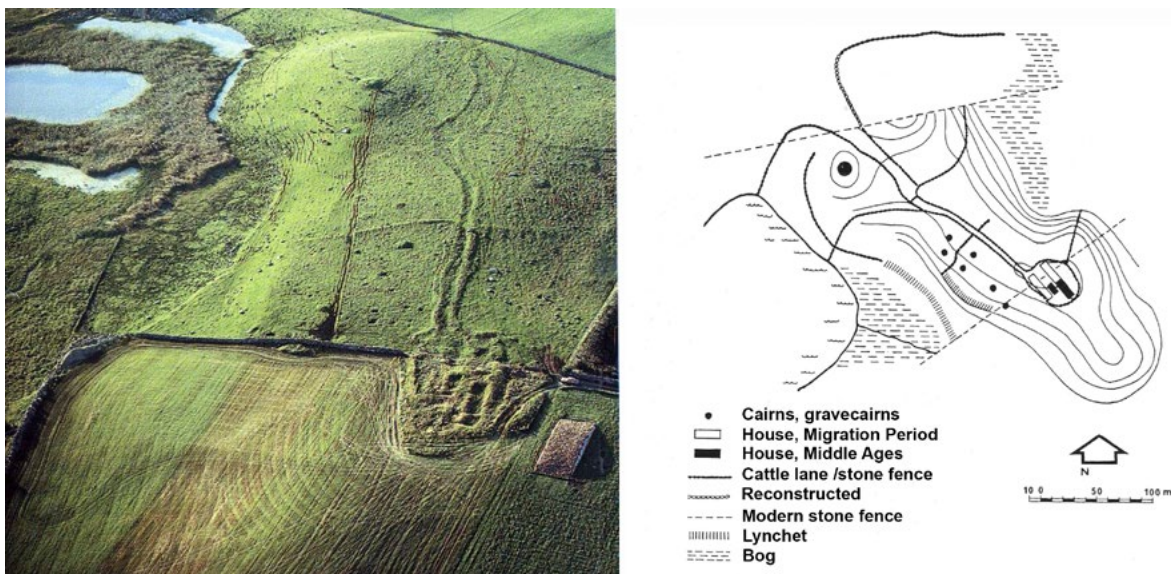 Cairns, gravecairns
House, Migration Period
House, Middle Ages
Cattle lane /stone fence
Reconstructed
Modern stone fence
Lynchet
Bog
N
10 0 50 100 m